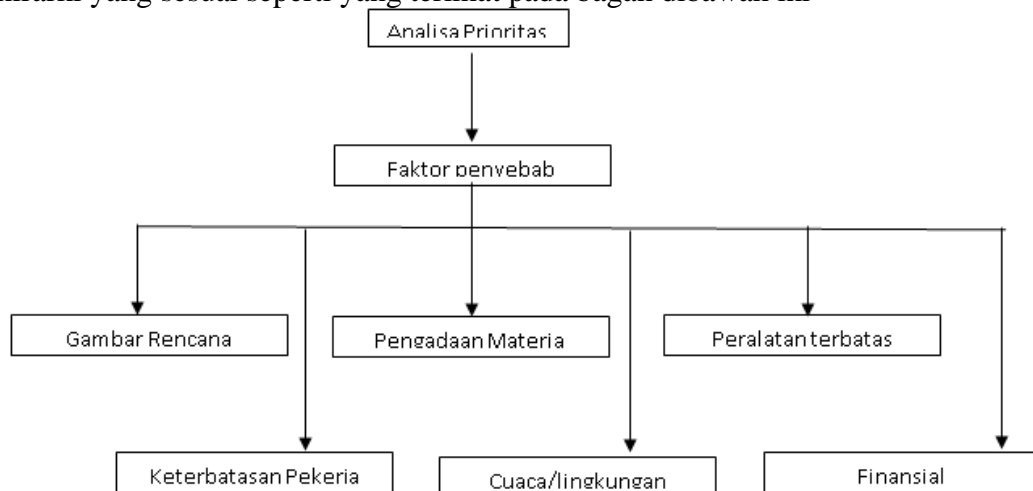 yang sesuai seperti yang terlihat pada bagan dibawah ini
Analisa Prioritas
Faktor penyebab
Gambar Rencana
Pengadaan Materia
Peralatan terbatas
Keterbatasan Pekerja
Cuaca/lingkungan
Finansial